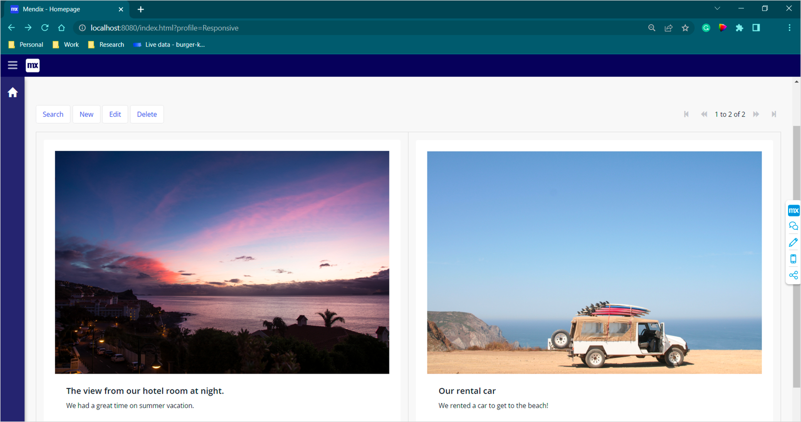 mx Mendix - Homepage
localhost:8080/index.html?profile=Responsive
Personal Work Research Live data - burger-k...
mx
Search New Edit Delete 1 to 2 of 2
mx
The view from our hotel room at night. Our rental car
We had a great time on summer vacation. We rented a car to get to the beach!